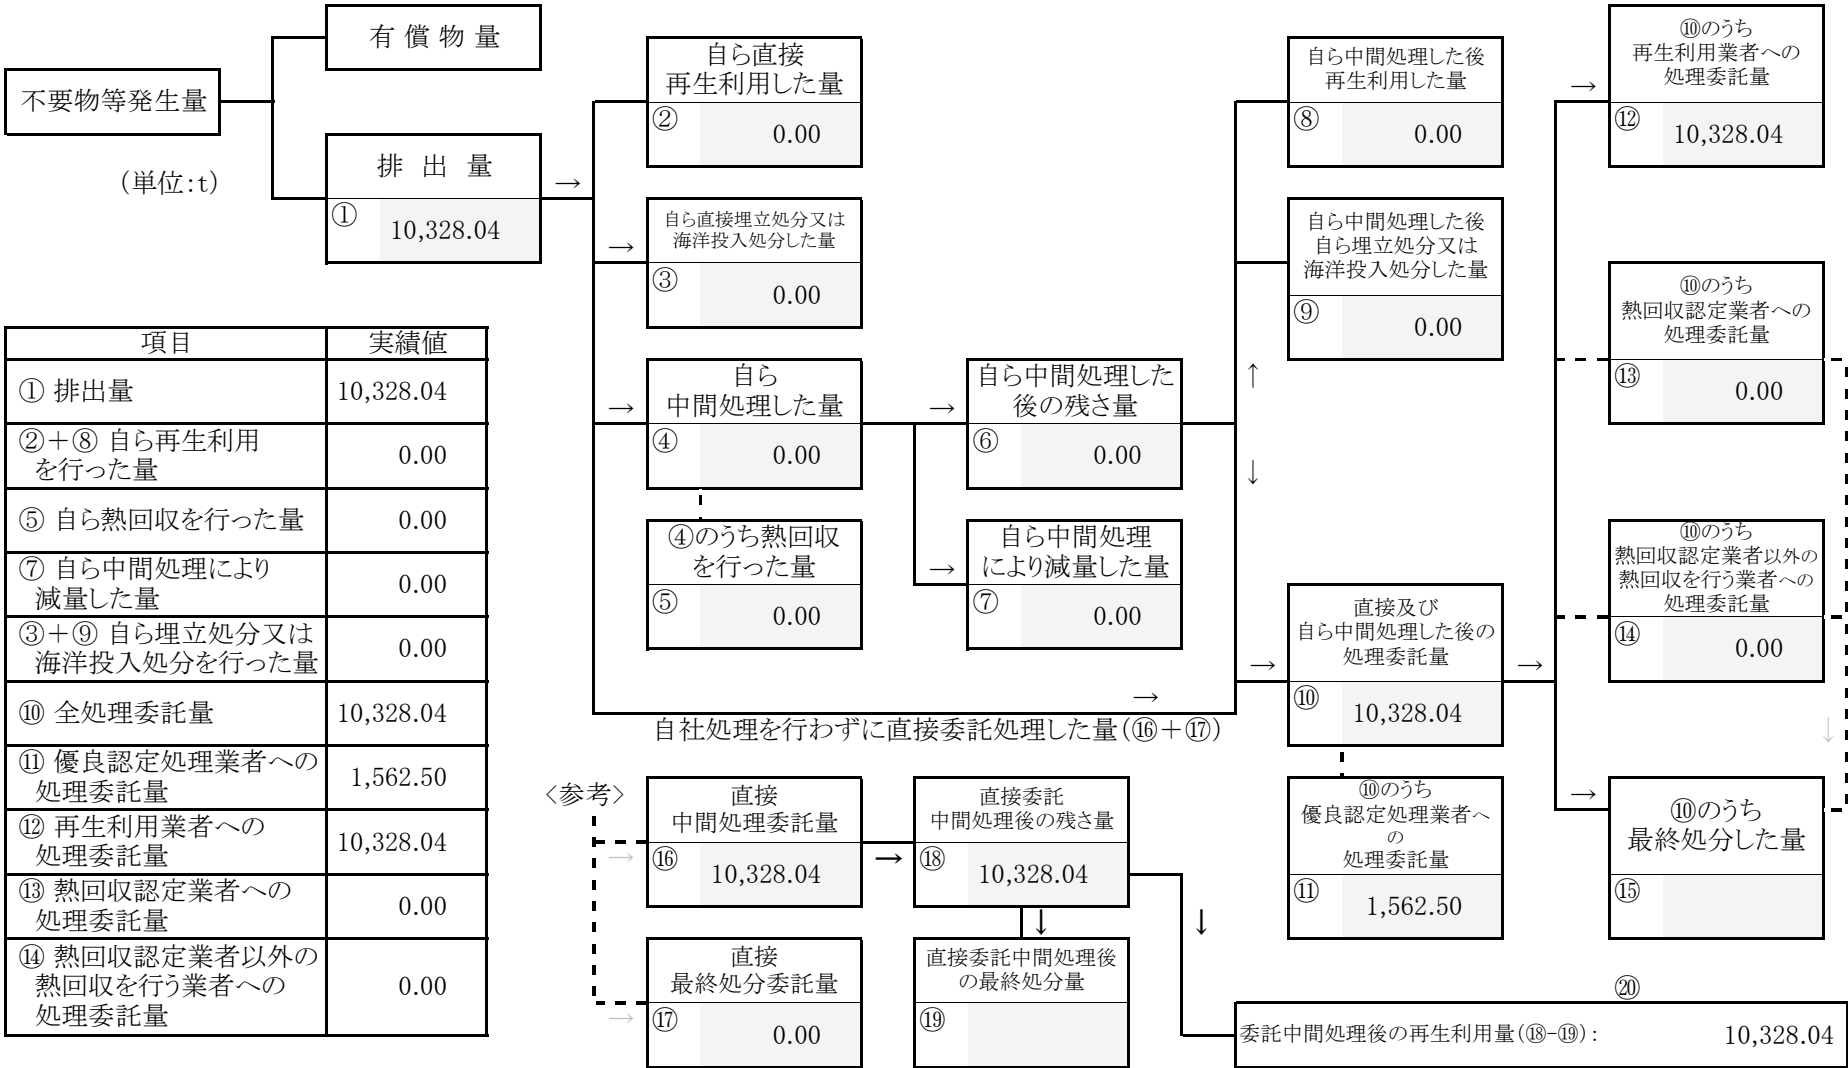 有 償 物 量
不要物等発生量
（単位:t）
排 出 量
①
10,328.04
→
自ら直接
再生利用した量
②
0.00
→
自ら直接埋立処分又は
海洋投入処分した量
③
0.00
→
自ら
中間処理した量
④
0.00
④のうち熱回収
を行った量
⑤
0.00
→
自ら中間処理した
後の残さ量
⑥
0.00
→
自ら中間処理
により減量した量
⑦
0.00
自ら中間処理した後
再生利用した量
⑧
0.00
自ら中間処理した後
自ら埋立処分又は
海洋投入処分した量
⑨
0.00
↑
↓
→
自社処理を行わずに直接委託処理した量(⑯＋⑰)
→
直接及び
自ら中間処理した後の
処理委託量
⑩
10,328.04
⑩のうち
優良認定処理業者へ
の
処理委託量
⑪
1,562.50
→
→
⑩のうち
再生利用業者への
処理委託量
⑫
10,328.04
⑩のうち
熱回収認定業者への
処理委託量
⑬
0.00
⑩のうち
熱回収認定業者以外の
熱回収を行う業者への
処理委託量
⑭
0.00
↓
→
⑩のうち
最終処分した量
⑮
項目 実績値
① 排出量 10,328.04
②＋⑧ 自ら再生利用
を行った量 0.00
⑤ 自ら熱回収を行った量 0.00
⑦ 自ら中間処理により
減量した量 0.00
③＋⑨ 自ら埋立処分又は
海洋投入処分を行った量 0.00
⑩ 全処理委託量 10,328.04
⑪ 優良認定処理業者への
処理委託量 1,562.50
⑫ 再生利用業者への
処理委託量 10,328.04
⑬ 熱回収認定業者への
処理委託量 0.00
⑭ 熱回収認定業者以外の
熱回収を行う業者への
処理委託量 0.00
〈参考〉
→
直接
中間処理委託量
⑯
10,328.04
→
直接委託
中間処理後の残さ量
⑱
10,328.04
↓
↓
→
直接
最終処分委託量
⑰
0.00
直接委託中間処理後
の最終処分量
⑲
⑳
委託中間処理後の再生利用量(⑱-⑲)： 10,328.04